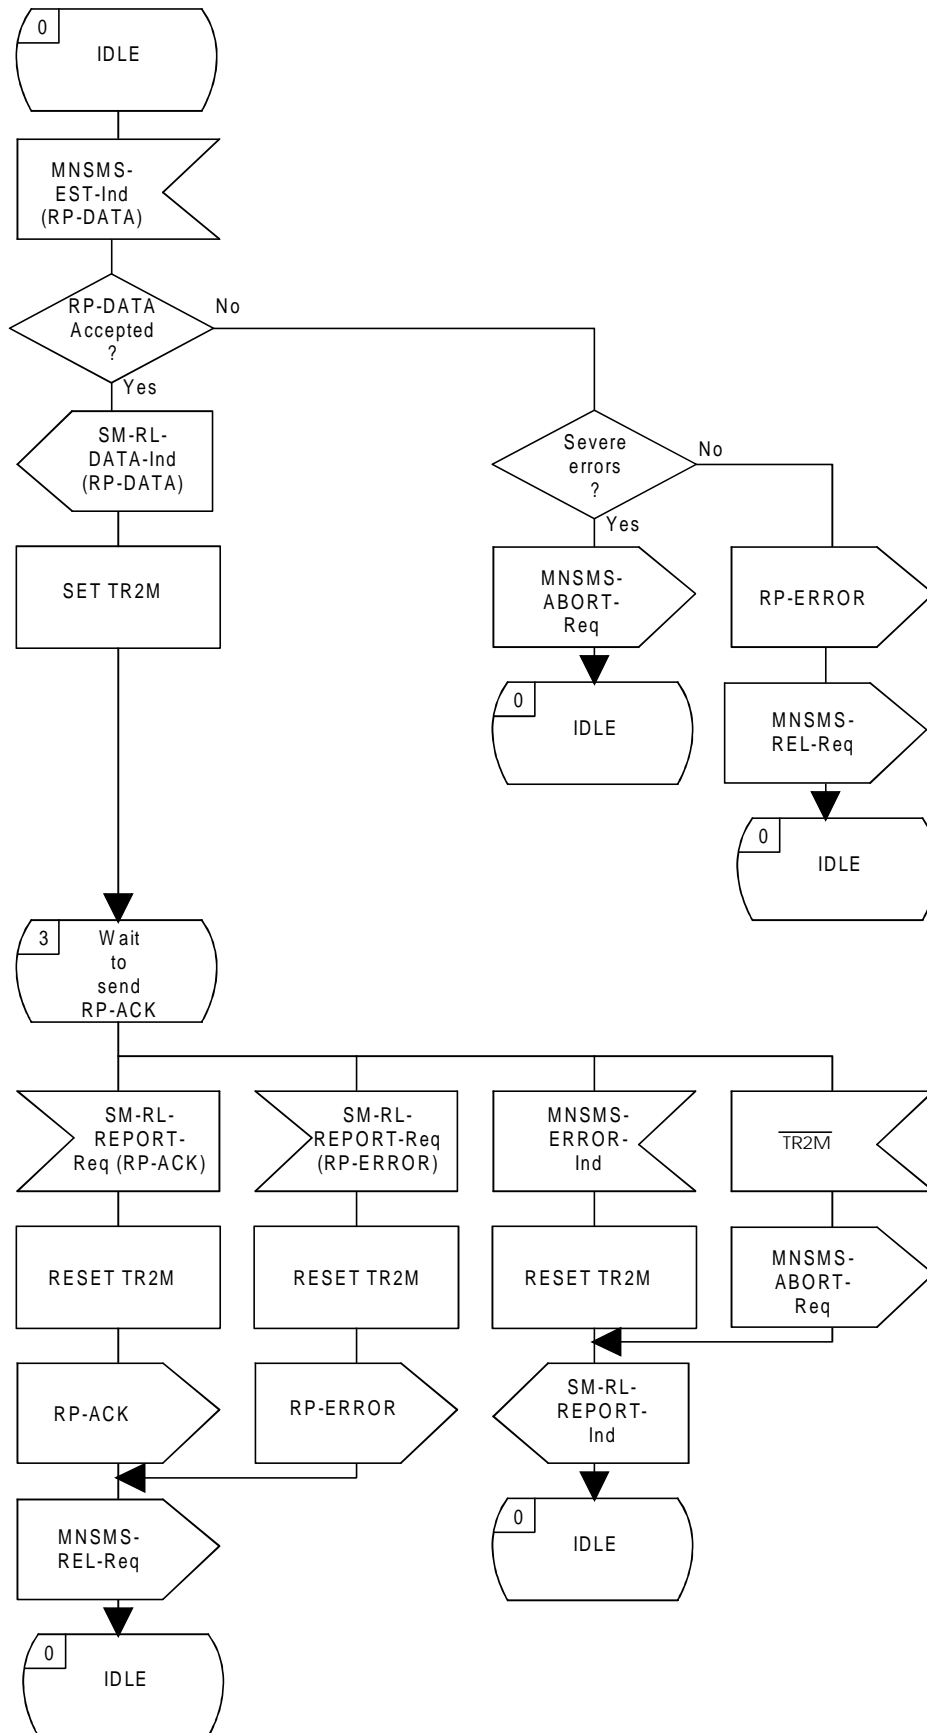 0
IDLE
MNSMS-
EST-Ind
(RP-DATA)
RP-DATA
Accepted
?
No
Yes
SM-RL-
DATA-Ind
(RP-DATA)
Severe
errors
?
No
Yes
SET TR2M
MNSMS-
ABORT-
Req
RP-ERROR
0
IDLE
MNSMS-
REL-Req
0
IDLE
3
Wait
to
send
RP-ACK
SM-RL-
REPORT-
Req (RP-ACK)
SM-RL-
REPORT-Req
(RP-ERROR)
MNSMS-
ERROR-
Ind
TR2M
RESET TR2M
RESET TR2M
RESET TR2M
MNSMS-
ABORT-
Req
RP-ACK
RP-ERROR
SM-RL-
REPORT-
Ind
MNSMS-
REL-Req
0
IDLE
0
IDLE